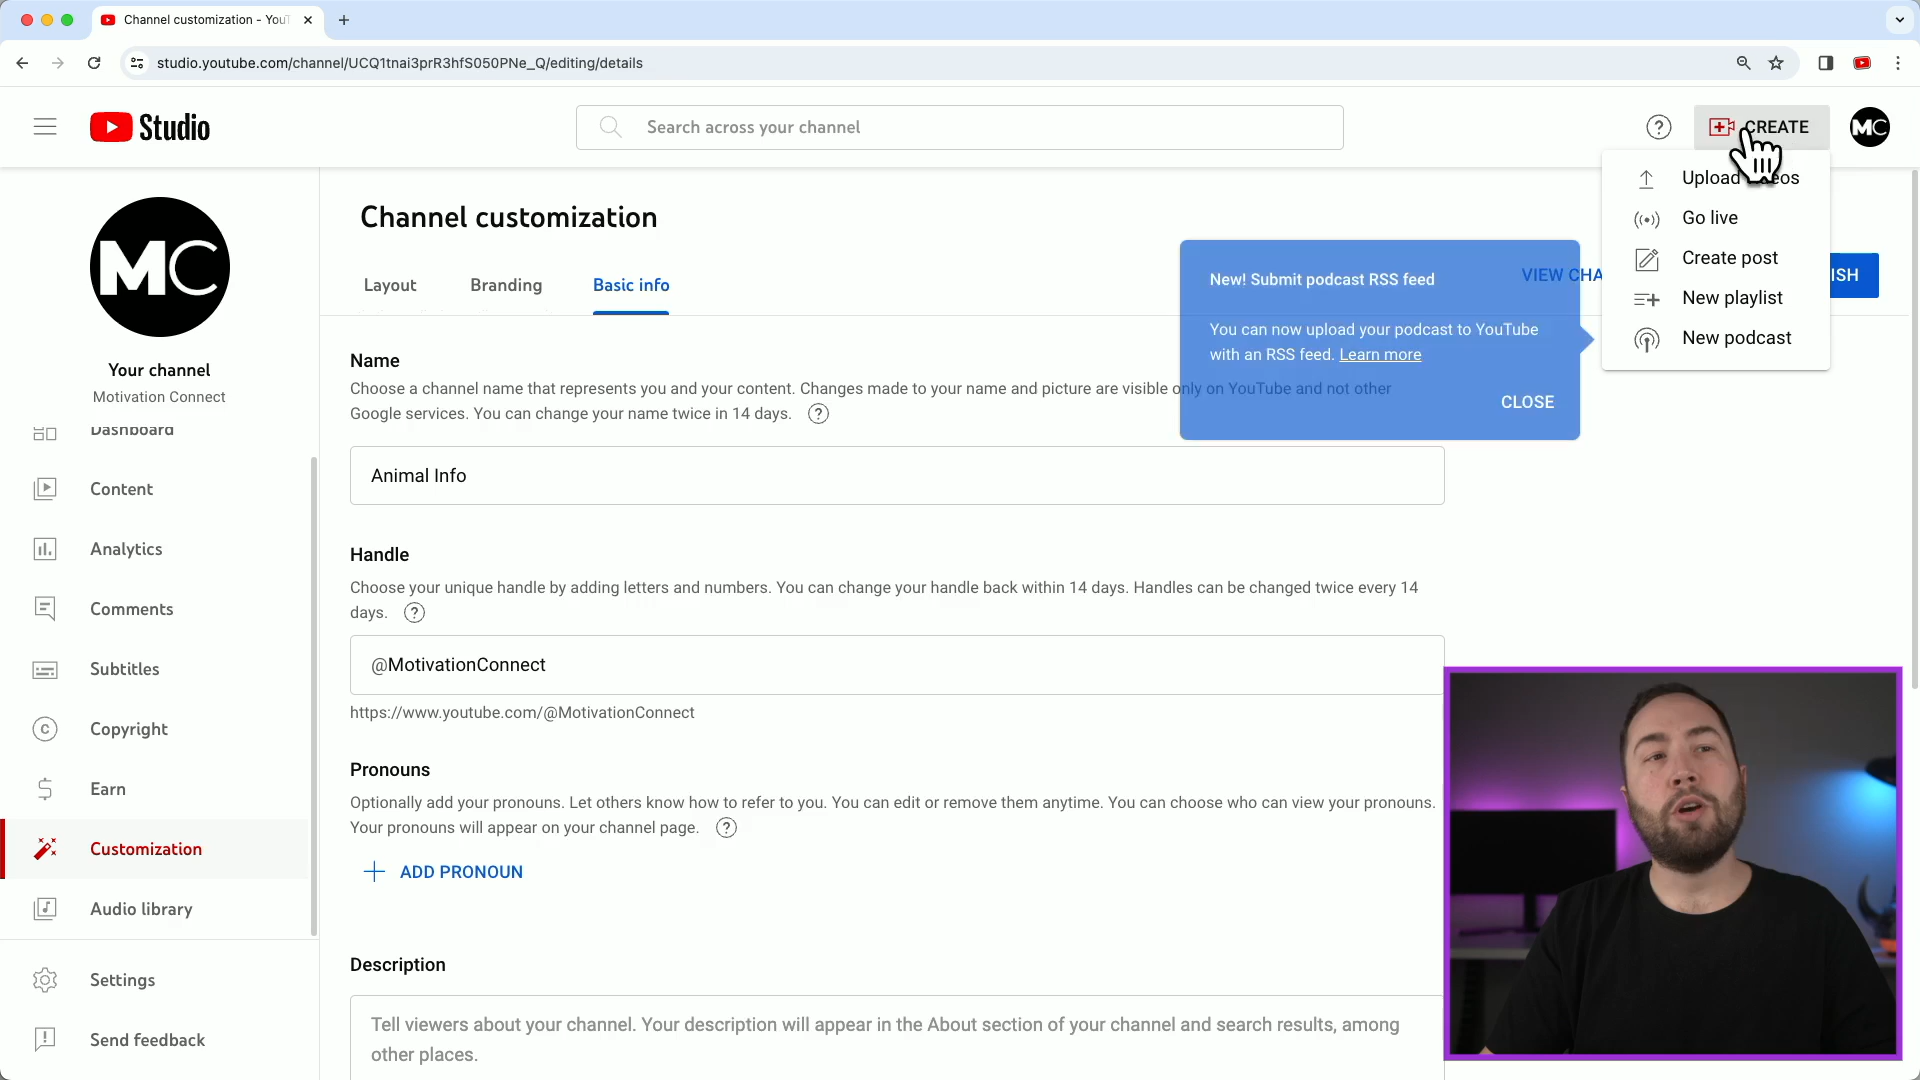 Channel customization - YouT
studio.youtube.com/channel/UCQ1tnai3prR3hfS050PNe_Q/editing/details
Studio
Search across your channel
CREATE
MC
Upload
Go live
Create post
New playlist
New podcast
MC
Your channel
Motivation Connect
Dashboard
Content
Analytics
Comments
Subtitles
Copyright
Earn
Customization
Audio library
Settings
Send feedback
Channel customization
Layout
Branding
Basic info
VIEW CHA
ISH
New! Submit podcast RSS feed
You can now upload your podcast to YouTube
with an RSS feed. Learn more
CLOSE
Name
Choose a channel name that represents you and your content. Changes made to your name and picture are visible only on YouTube and not other
Google services. You can change your name twice in 14 days.
Animal Info
Handle
Choose your unique handle by adding letters and numbers. You can change your handle back within 14 days. Handles can be changed twice every 14
days.
@MotivationConnect
https://www.youtube.com/@MotivationConnect
Pronouns
Optionally add your pronouns. Let others know how to refer to you. You can edit or remove them anytime. You can choose who can view your pronouns.
Your pronouns will appear on your channel page.
ADD PRONOUN
Description
Tell viewers about your channel. Your description will appear in the About section of your channel and search results, among
other places.